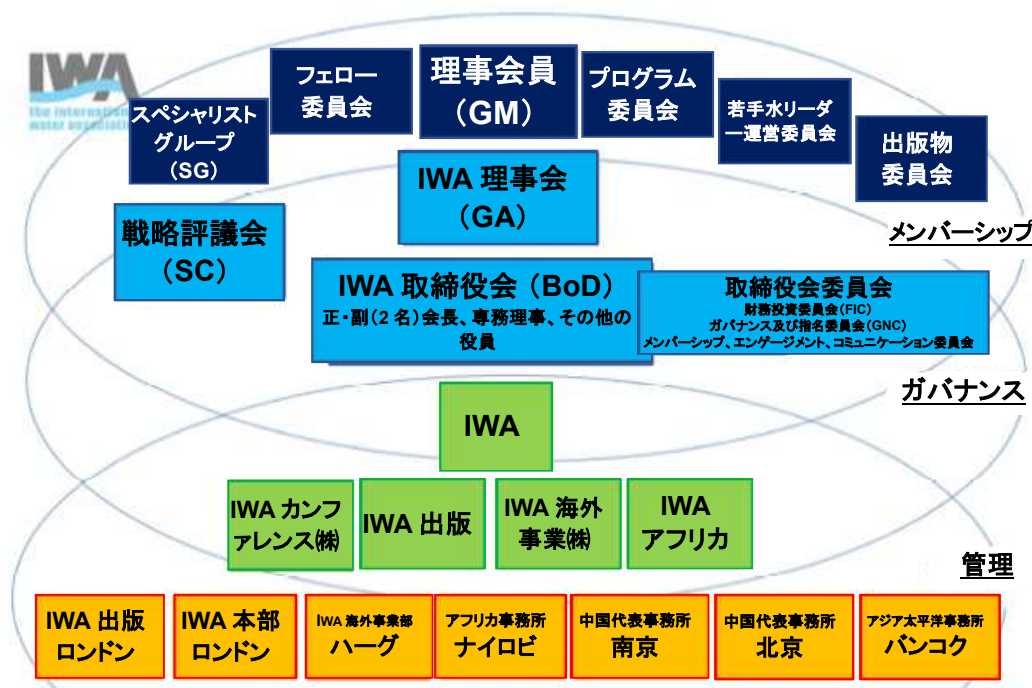 IWA
the international
water association
フェロー
委員会
理事会員
（GM）
プログラム
委員会
スペシャリスト
グループ
（SG）
若手水リーダ
ー運営委員会
出版物
委員会
IWA 理事会
（GA）
戦略評議会
（SC）
メンバーシップ
IWA 取締役会（BoD）
正・副（2 名）会長、専務理事、その他の
役員
取締役会委員会
財務投資委員会(FIC)
ガバナンス及び指名委員会(GNC)
メンバーシップ、エンゲージメント、コミュニケーション委員会
ガバナンス
IWA
IWA カンフ
ァレンス㈱
IWA 出版
IWA 海外
事業㈱
IWA
アフリカ
管理
IWA 出版
ロンドン
IWA 本部
ロンドン
IWA 海外事業部
ハーグ
アフリカ事務所
ナイロビ
中国代表事務所
南京
中国代表事務所
北京
アジア太平洋事務所
バンコク